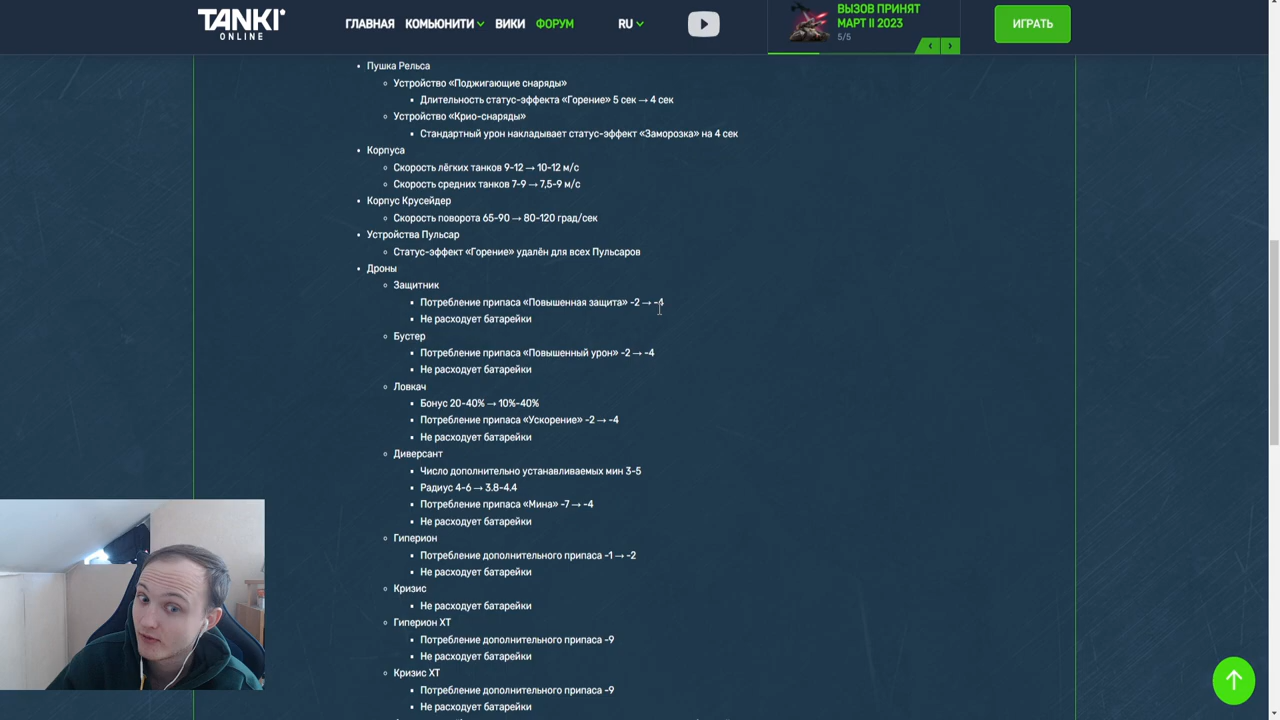 TANKI
ONLINE
ГЛАВНАЯ КОМЬЮНИТИ ВИКИ ФОРУМ RU
ВЫЗОВ ПРИНЯТ
МАРТ II 2023
5/5
ИГРАТЬ
Пушка Рельса
Устройство «Поджигающие снаряды»
Длительность статус-эффекта «Горение» 5 сек → 4 сек
Устройство «Крио-снаряды»
Стандартный урон накладывает статус-эффект «Заморозка» на 4 сек
Корпуса
Скорость лёгких танков 9-12 → 10-12 м/с
Скорость средних танков 7-9 → 7,5-9 м/с
Корпус Крусейдер
Скорость поворота 65-90 → 80-120 град/сек
Устройства Пульсар
Статус-эффект «Горение» удалён для всех Пульсаров
Дроны
Защитник
Потребление припаса «Повышенная защита» -2 → -4
Не расходует батарейки
Бустер
Потребление припаса «Повышенный урон» -2 → -4
Не расходует батарейки
Ловкач
Бонус 20-40% → 10%-40%
Потребление припаса «Ускорение» -2 → -4
Не расходует батарейки
Диверсант
Число дополнительно устанавливаемых мин 3-5
Радиус 4-6 → 3.8-4.4
Потребление припаса «Мина» -7 → -4
Не расходует батарейки
Гиперион
Потребление дополнительного припаса -1 → -2
Не расходует батарейки
Кризис
Не расходует батарейки
Гиперион XT
Потребление дополнительного припаса -9
Не расходует батарейки
Кризис XT
Потребление дополнительного припаса -9
Не расходует батарейки